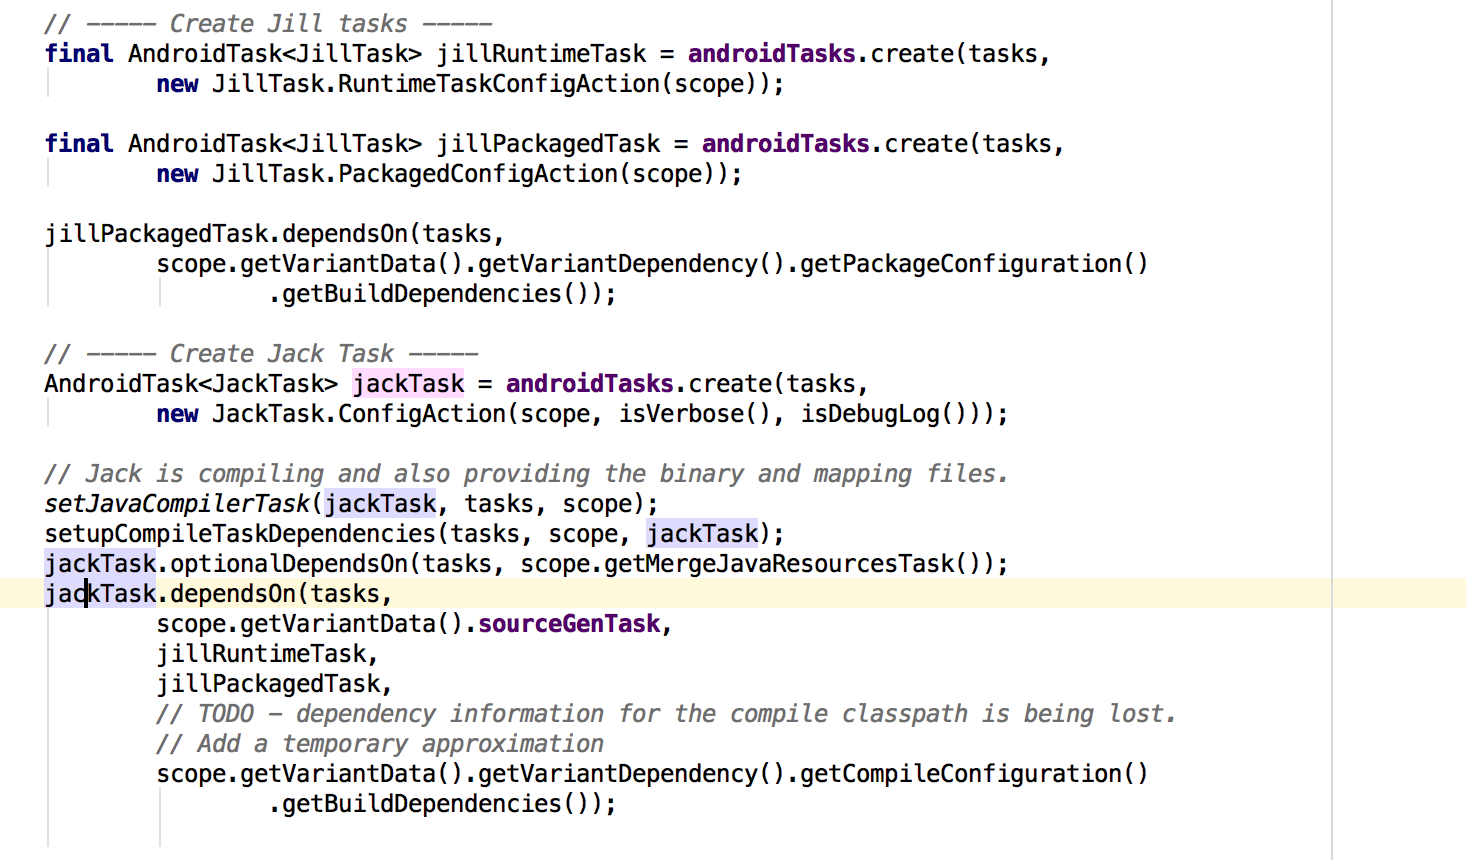 // ––––– Create Jill tasks –––––
final AndroidTask<JillTask> jillRuntimeTask = androidTasks.create(tasks,
new JillTask.RuntimeTaskConfigAction(scope));
final AndroidTask<JillTask> jillPackagedTask = androidTasks.create(tasks,
new JillTask.PackagedConfigAction(scope));
jillPackagedTask.dependsOn(tasks,
scope.getVariantData().getVariantDependency().getPackageConfiguration()
.getBuildDependencies());
// ––––– Create Jack Task –––––
AndroidTask<JackTask> jackTask = androidTasks.create(tasks,
new JackTask.ConfigAction(scope, isVerbose(), isDebugLog()));
// Jack is compiling and also providing the binary and mapping files.
setJavaCompilerTask(jackTask, tasks, scope);
setupCompileTaskDependencies(tasks, scope, jackTask);
jackTask.optionalDependsOn(tasks, scope.getMergeJavaResourcesTask());
jackTask.dependsOn(tasks,
scope.getVariantData().sourceGenTask,
jillRuntimeTask,
jillPackagedTask,
// TODO – dependency information for the compile classpath is being lost.
// Add a temporary approximation
scope.getVariantData().getVariantDependency().getCompileConfiguration()
.getBuildDependencies());